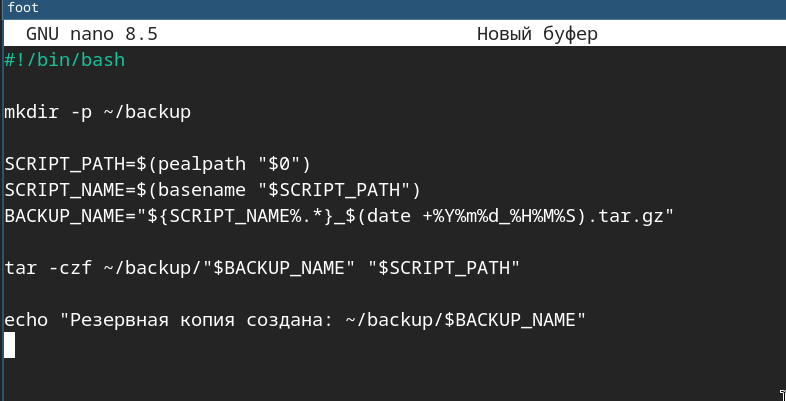 foot
GNU nano 8.5 Новый буфер
#!/bin/bash
mkdir -p ~/backup
SCRIPT_PATH=$(pealpath "$0")
SCRIPT_NAME=$(basename "$SCRIPT_PATH")
BACKUP_NAME="${SCRIPT_NAME%.*}_$(date +%Y%m%d_%H%M%S).tar.gz"
tar -czf ~/backup/"$BACKUP_NAME" "$SCRIPT_PATH"
echo "Резервная копия создана: ~/backup/$BACKUP_NAME"